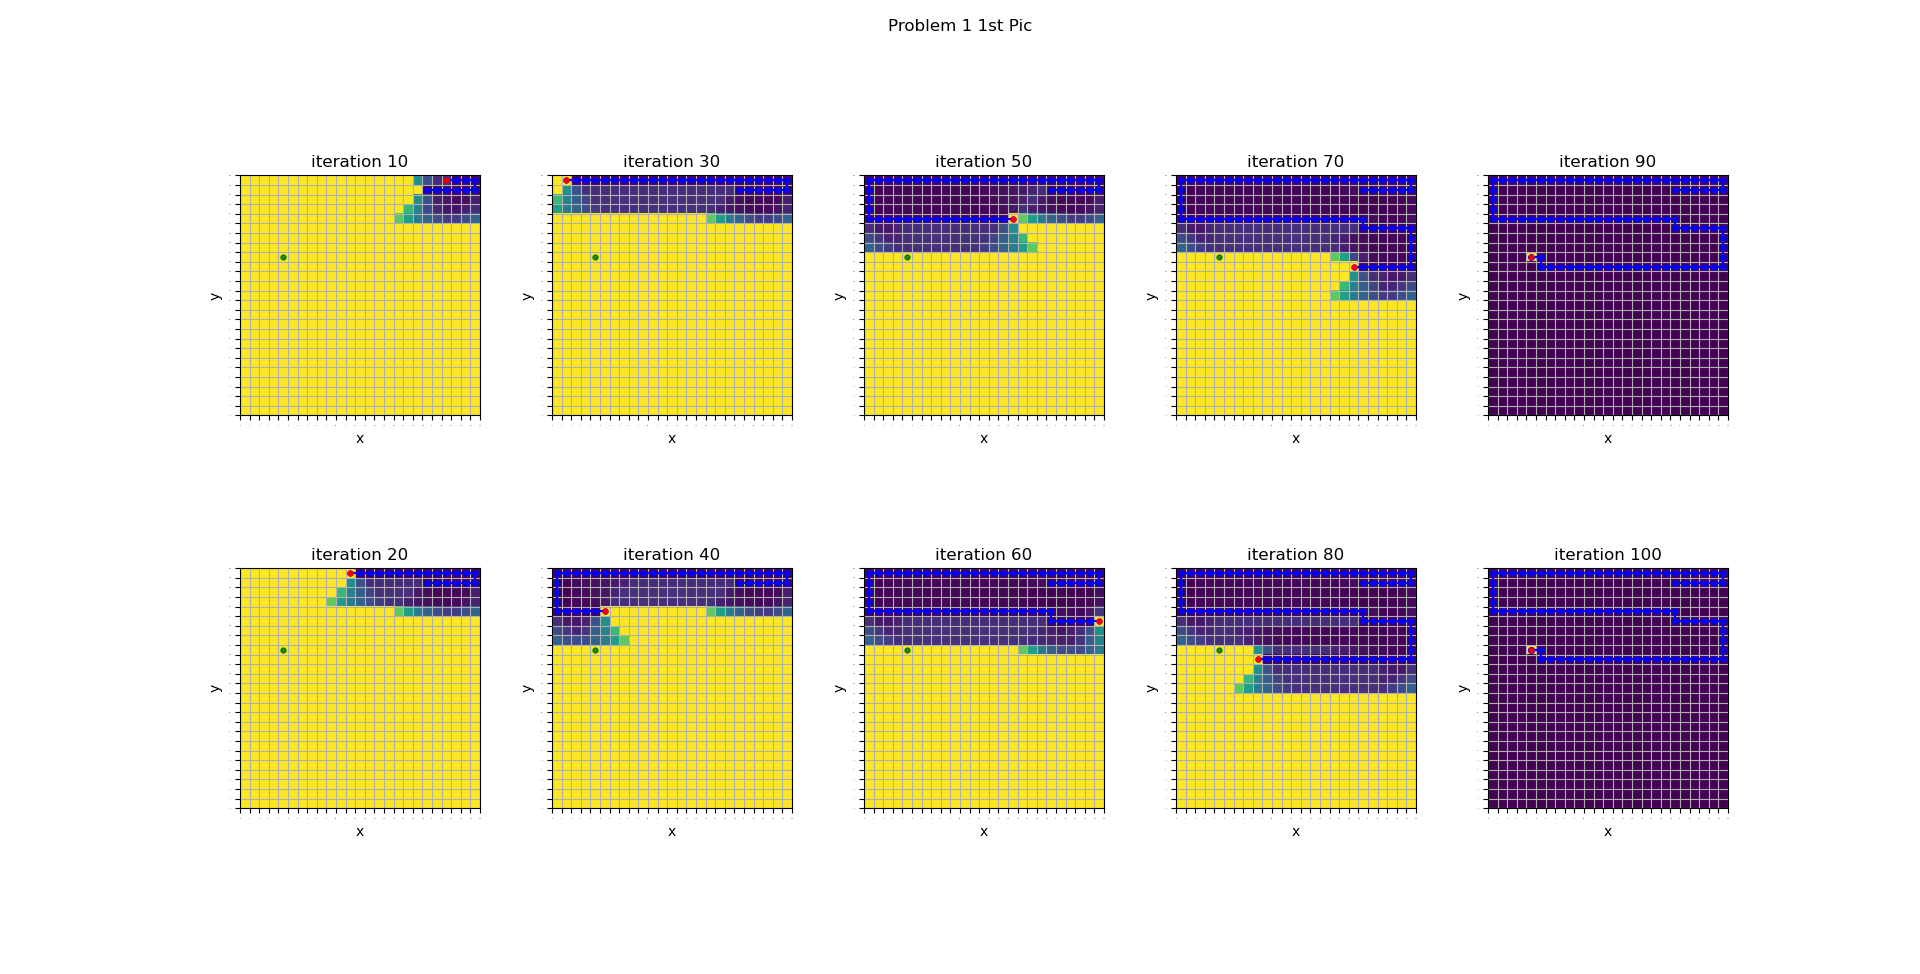 Problem 1 1st Pic
iteration 10
iteration 30
iteration 50
iteration 70
iteration 90
y
y
y
y
y
x
x
x
x
x
iteration 20
iteration 40
iteration 60
iteration 80
iteration 100
y
y
y
y
y
x
x
x
x
x